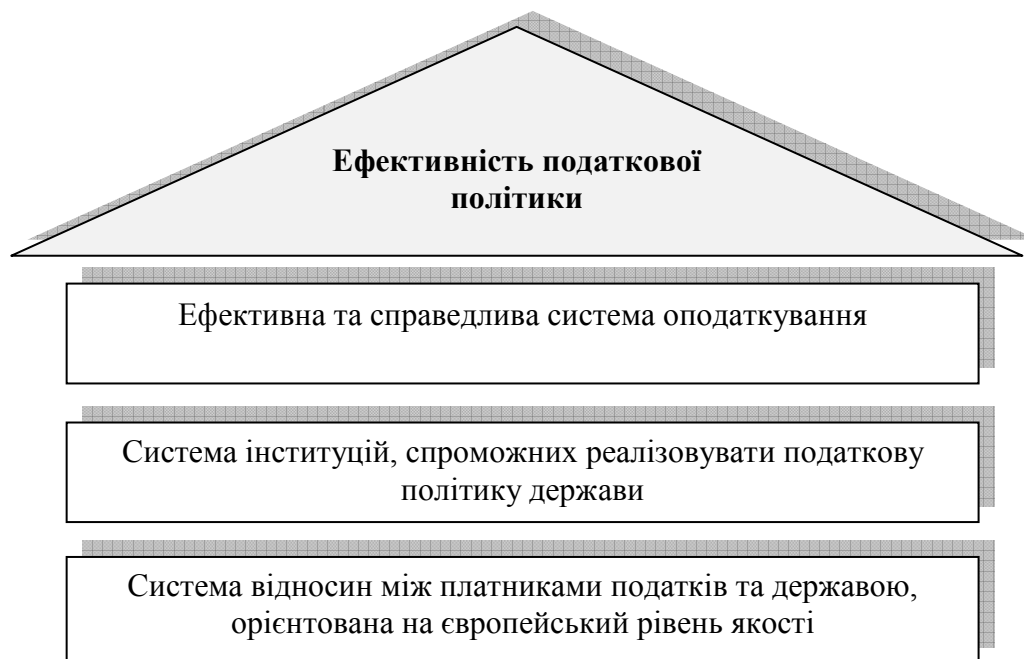 Ефективність податкової
політики
Ефективна та справедлива система оподаткування
Система інституцій, спроможних реалізовувати податкову
політику держави
Система відносин між платниками податків та державою,
орієнтована на європейський рівень якості